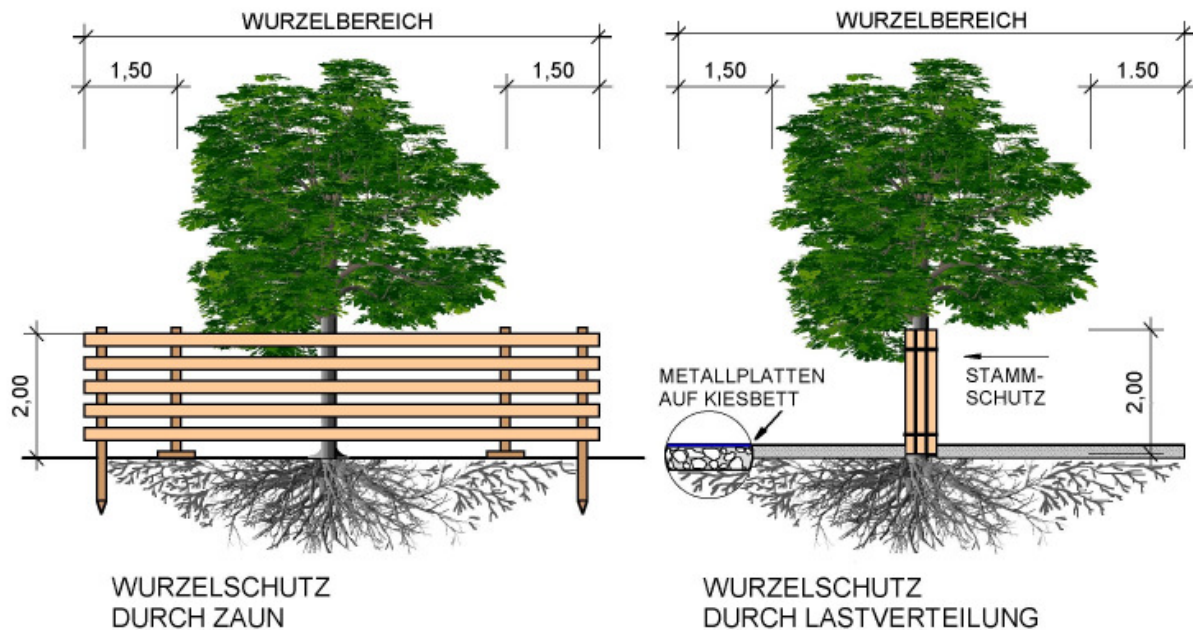 WURZELBEREICH
1,50
1,50
2,00
WURZELSCHUTZ
DURCH ZAUN
WURZELBEREICH
1,50
1.50
METALLPLATTEN
AUF KIESBETT
STAMM-
SCHUTZ
2,00
WURZELSCHUTZ
DURCH LASTVERTEILUNG